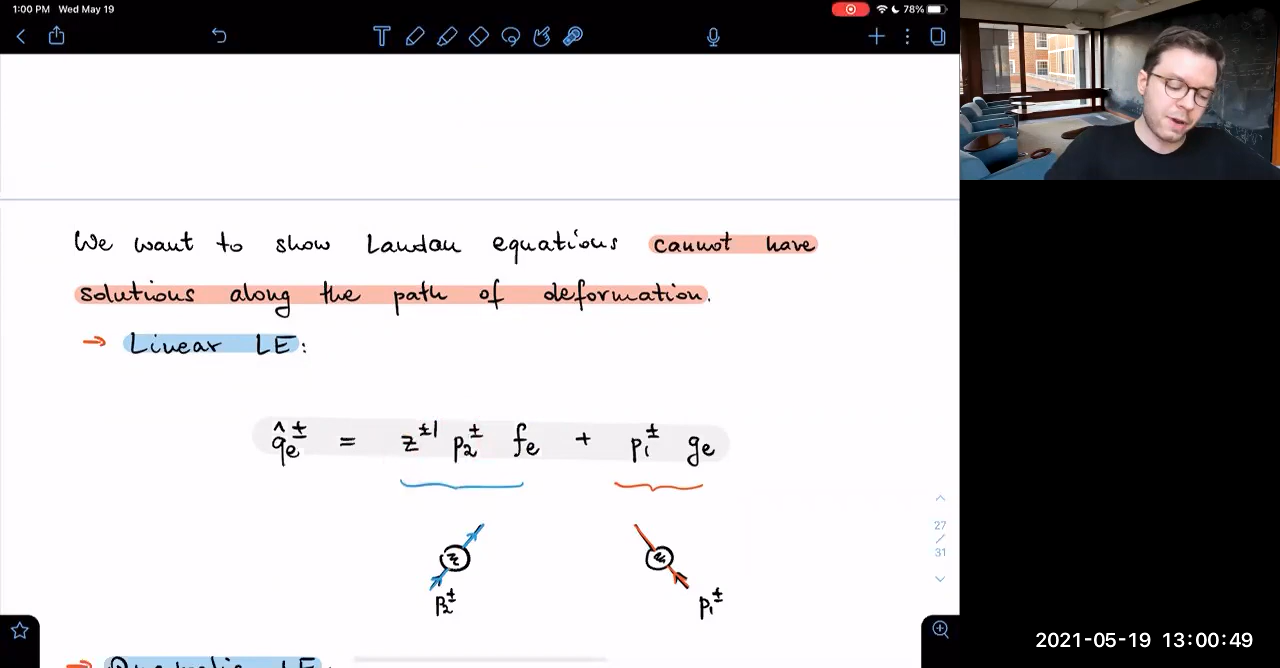 1:00 PM Wed May 19
78%
We want to show Landau equations cannot have
solutions along the path of deformation.
→ Linear LE:
q̂ₑ± = z±1 p₂± fₑ + p₁± gₑ
27
/
31
p₂±
p₁±
→ Quadratic LE:
2021-05-19 13:00:49